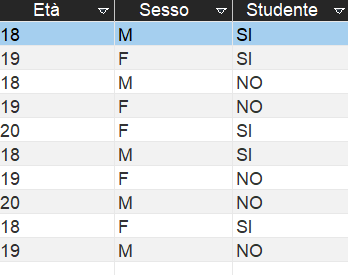 Età Sesso Studente
18 M SI
19 F SI
18 M NO
19 F NO
20 F SI
18 M SI
19 F NO
20 M NO
18 F SI
19 M NO